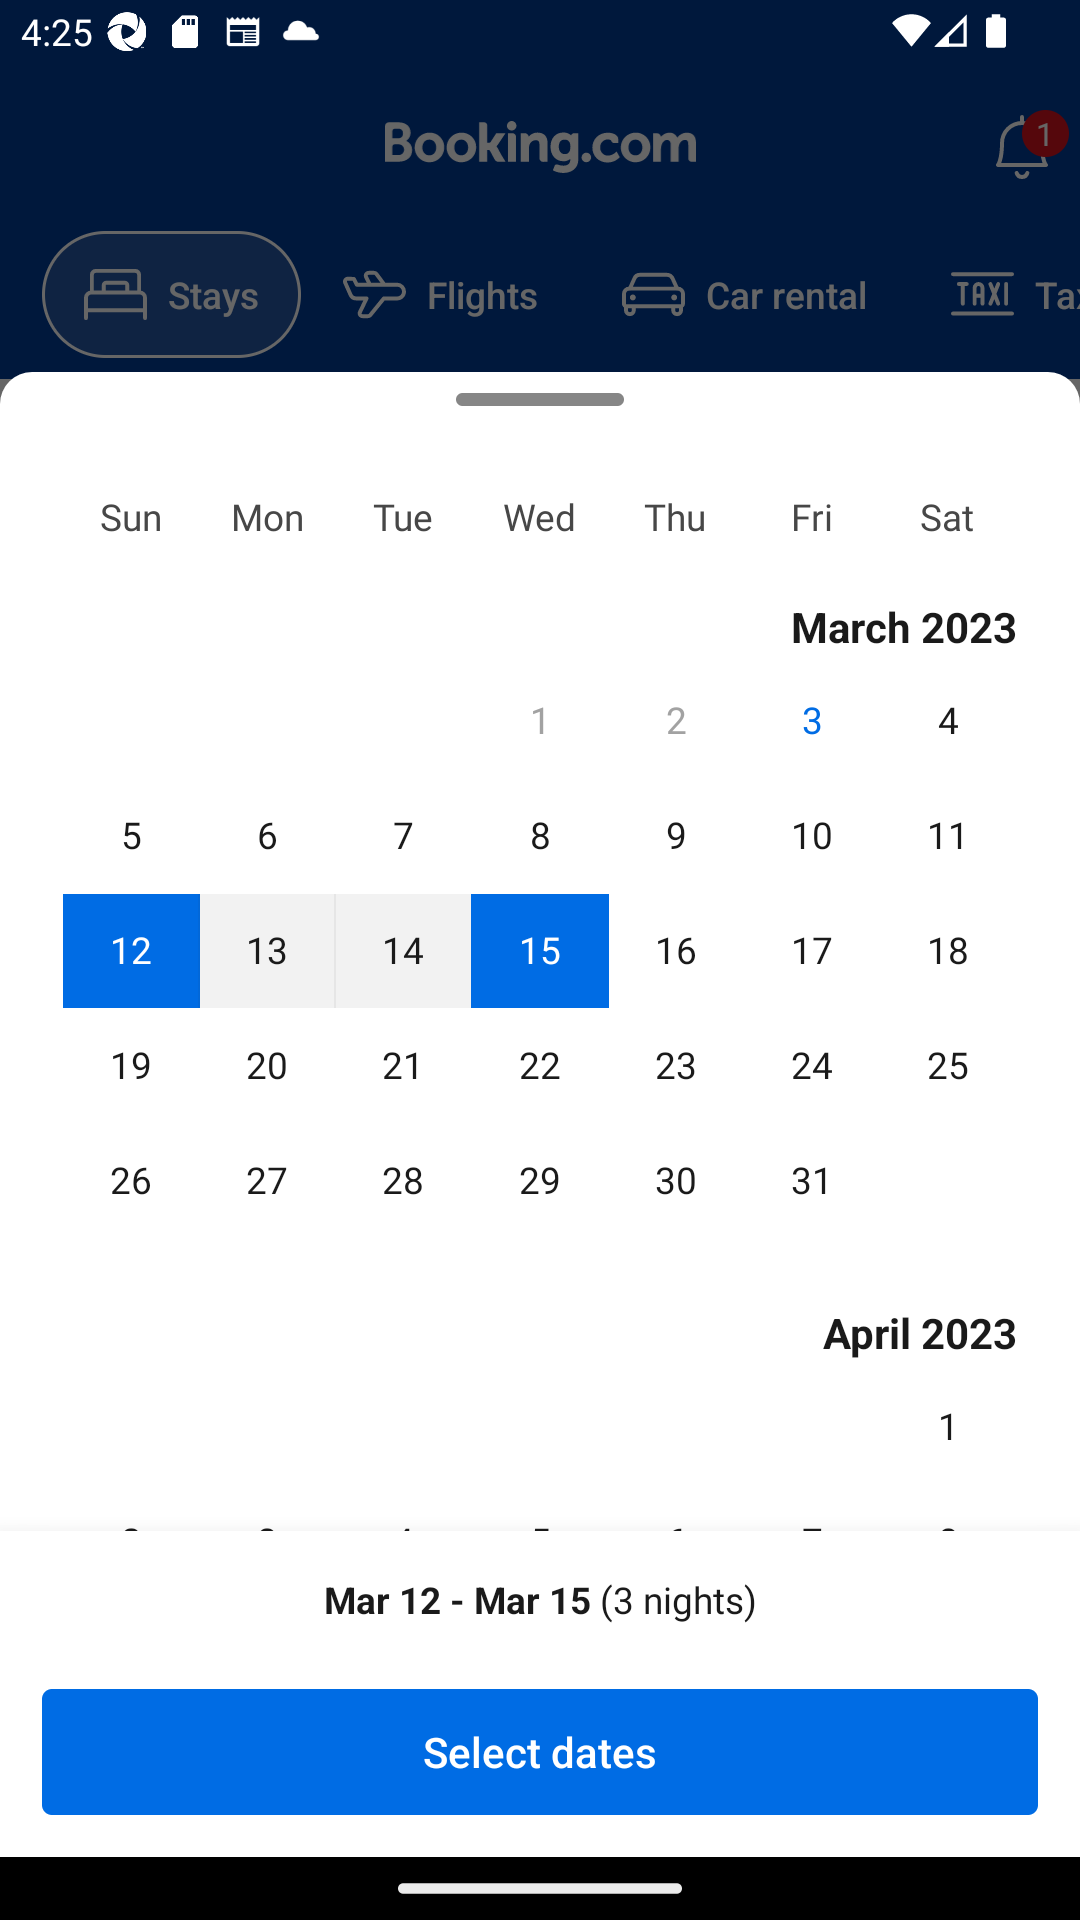 4:25
Booking.com
1
Stays Flights Car rental TAXI
Sun Mon Tue Wed Thu Fri Sat
March 2023
1 2 3 4
5 6 7 8 9 10 11
12 13 14 15 16 17 18
19 20 21 22 23 24 25
26 27 28 29 30 31
April 2023
1
Mar 12 - Mar 15 (3 nights)
Select dates